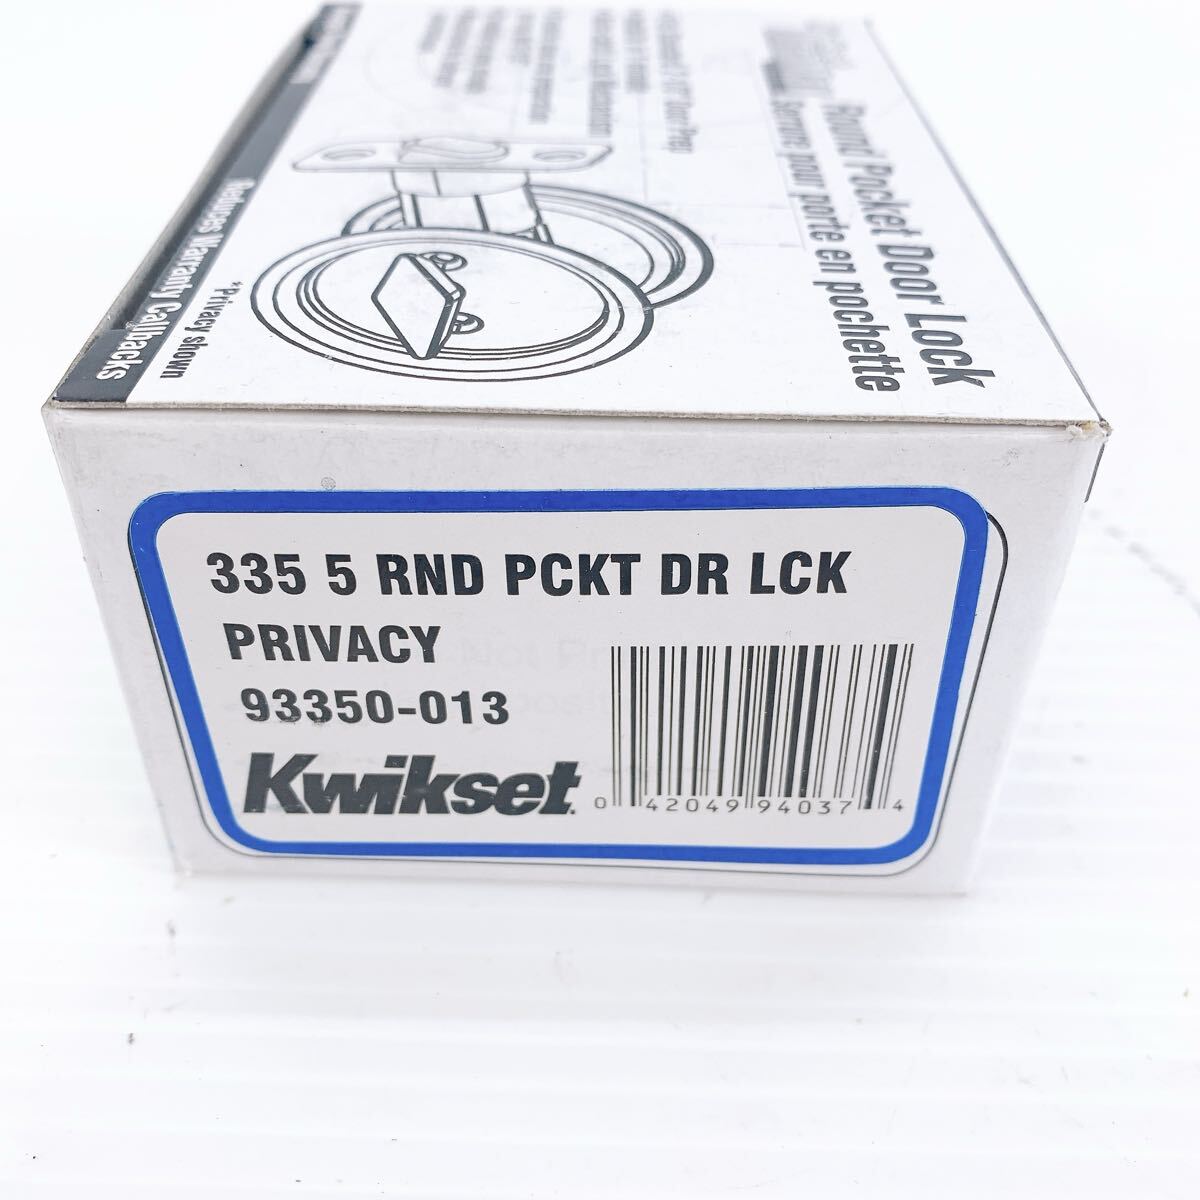 Round Pocket Door Lock
Serrure pour porte en pochette
*Privacy shown
Reduces Warranty Callbacks
335 5 RND PCKT DR LCK
PRIVACY
93350-013
Kwikset
0 42049 94037 4